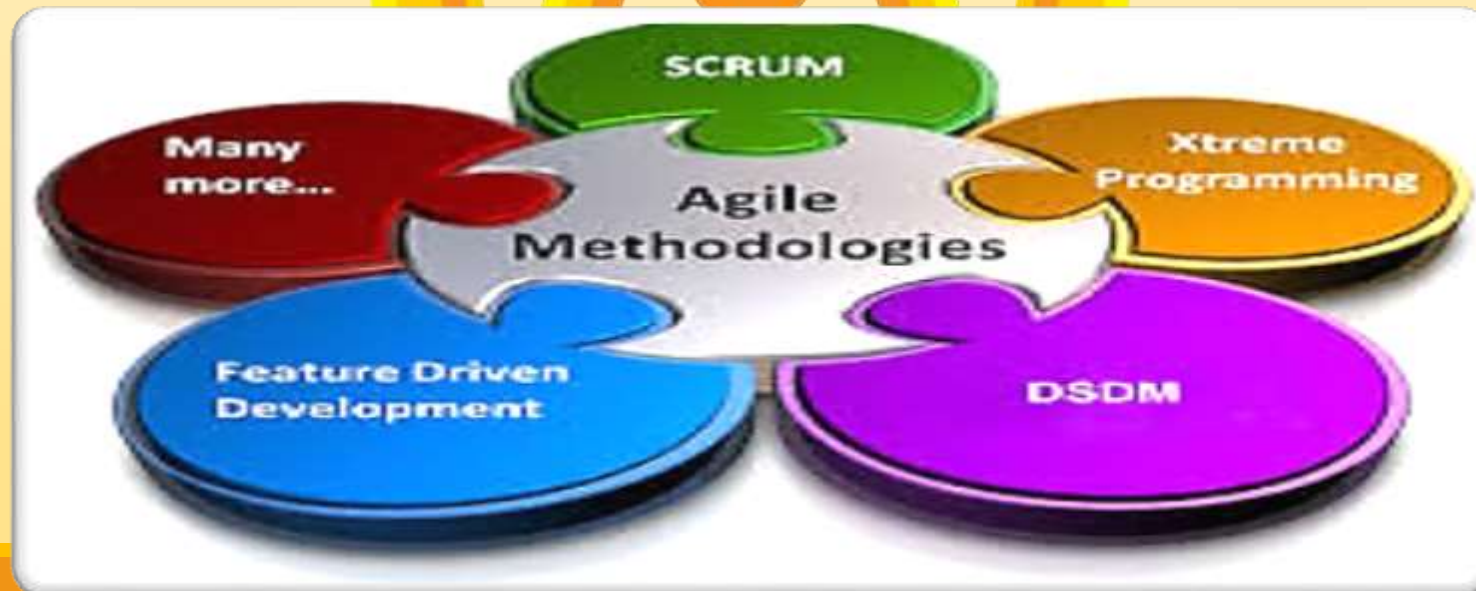 SCRUM
Many
more...
Xtreme
Programming
Agile
Methodologies
Feature Driven
Development
DSDM